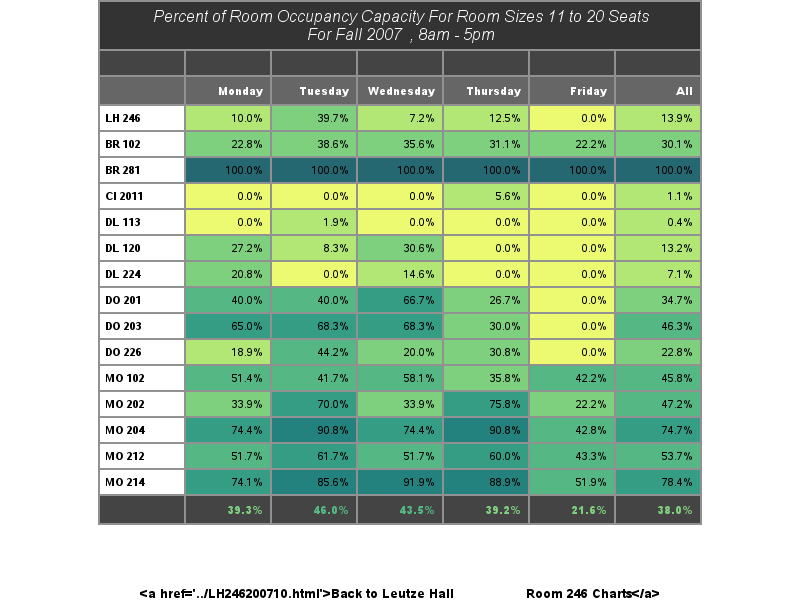 Percent of Room Occupancy Capacity For Room Sizes 11 to 20 Seats
For Fall 2007 , 8am - 5pm
Monday Tuesday Wednesday Thursday Friday All
LH 246 10.0% 39.7% 7.2% 12.5% 0.0% 13.9%
BR 102 22.8% 38.6% 35.6% 31.1% 22.2% 30.1%
BR 281 100.0% 100.0% 100.0% 100.0% 100.0% 100.0%
CI 2011 0.0% 0.0% 0.0% 5.6% 0.0% 1.1%
DL 113 0.0% 1.9% 0.0% 0.0% 0.0% 0.4%
DL 120 27.2% 8.3% 30.6% 0.0% 0.0% 13.2%
DL 224 20.8% 0.0% 14.6% 0.0% 0.0% 7.1%
DO 201 40.0% 40.0% 66.7% 26.7% 0.0% 34.7%
DO 203 65.0% 68.3% 68.3% 30.0% 0.0% 46.3%
DO 226 18.9% 44.2% 20.0% 30.8% 0.0% 22.8%
MO 102 51.4% 41.7% 58.1% 35.8% 42.2% 45.8%
MO 202 33.9% 70.0% 33.9% 75.8% 22.2% 47.2%
MO 204 74.4% 90.8% 74.4% 90.8% 42.8% 74.7%
MO 212 51.7% 61.7% 51.7% 60.0% 43.3% 53.7%
MO 214 74.1% 85.6% 91.9% 88.9% 51.9% 78.4%
39.3% 46.0% 43.5% 39.2% 21.6% 38.0%
<a href='../LH246200710.html'>Back to Leutze Hall Room 246 Charts</a>